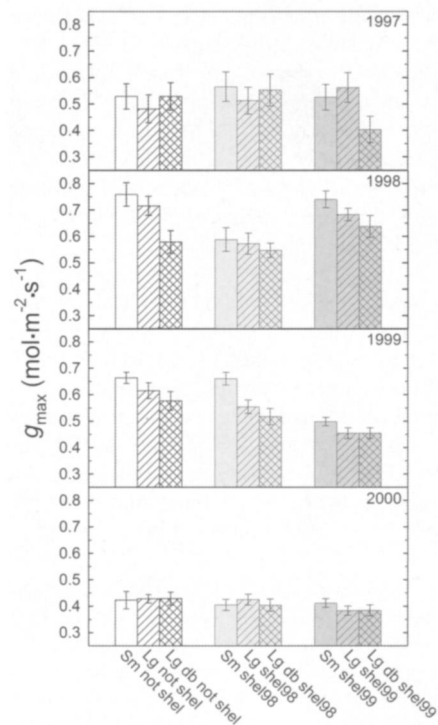 0.8
1997
0.7
0.6
0.5
0.4
0.3
0.8
1998
0.7
0.6
0.5
0.4
0.3
0.8
1999
0.7
0.6
0.5
0.4
0.3
0.8
2000
0.7
0.6
0.5
0.4
0.3
gmax (mol·m⁻²·s⁻¹)
Sm not shel
Lg not shel
Lg db not shel
Sm shel98
Lg shel98
Lg db shel98
Sm shel99
Lg shel99
Lg db shel99